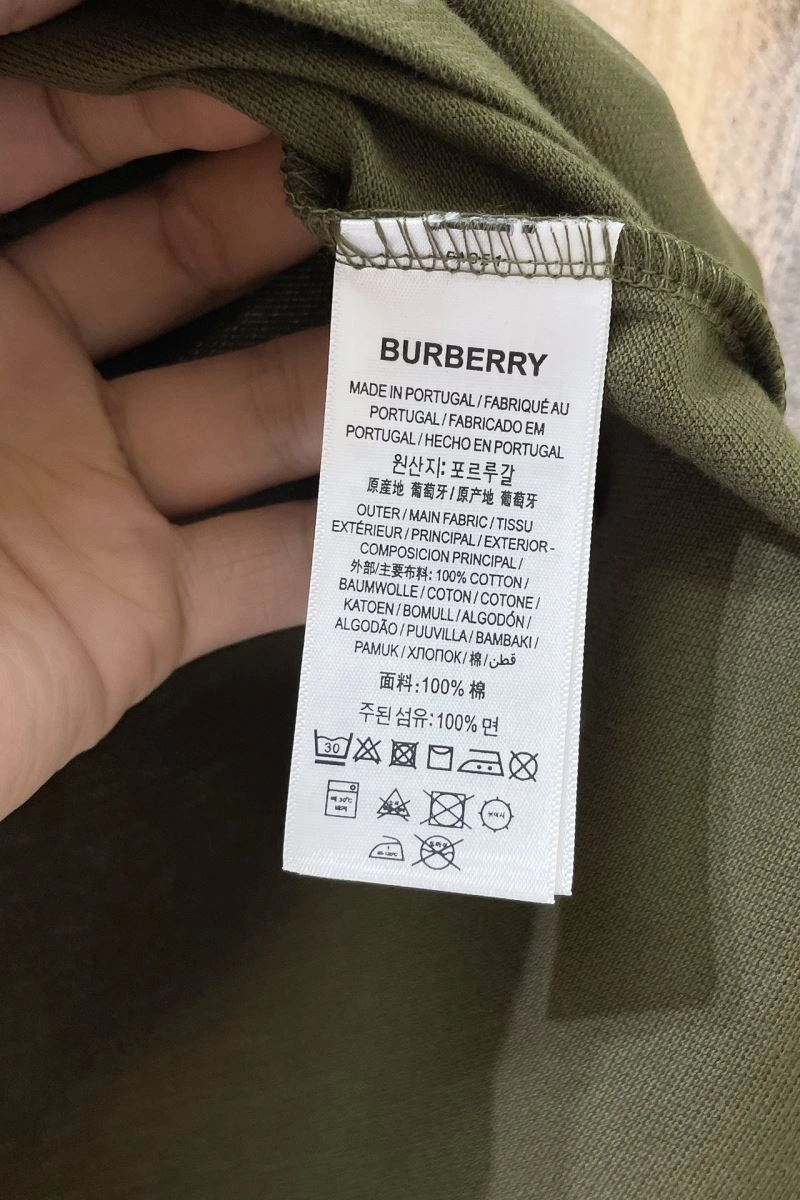 BURBERRY
MADE IN PORTUGAL / FABRIQUÉ AU
PORTUGAL / FABRICADO EM
PORTUGAL / HECHO EN PORTUGAL
원산지: 포르루갈
原産地 葡萄牙 / 原产地 葡萄牙
OUTER / MAIN FABRIC / TISSU
EXTÉRIEUR / PRINCIPAL / EXTERIOR -
COMPOSICION PRINCIPAL /
外部/主要布料: 100% COTTON /
BAUMWOLLE / COTON / COTONE /
KATOEN / BOMULL / ALGODÓN /
ALGODÃO / PUUVILLA / BAMBAKI /
PAMUK / ХЛОПОК / 棉 / قطن
面料:100% 棉
주된 섬유:100% 면
30